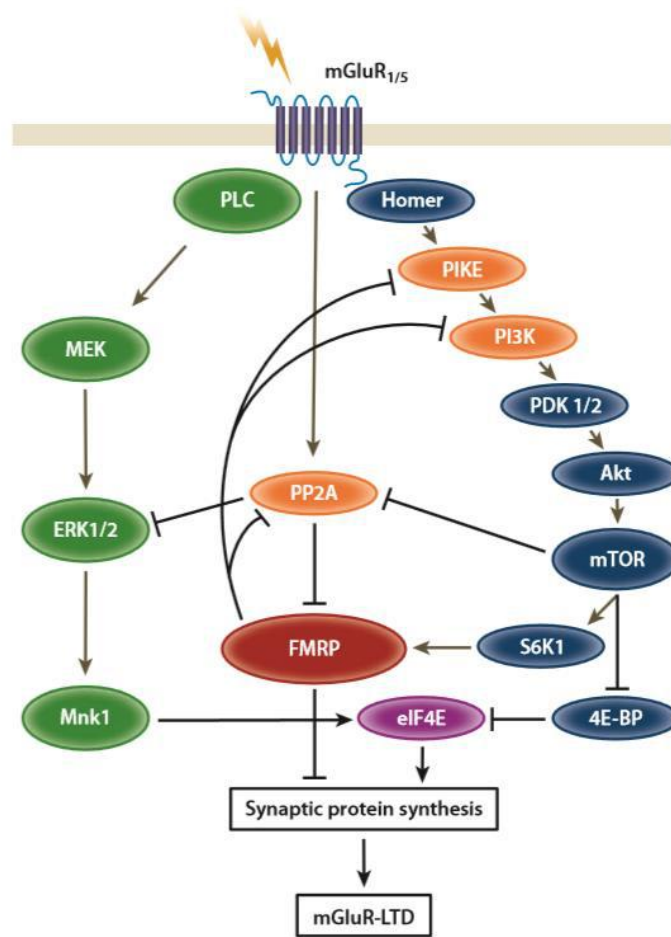 mGluR1/5
PLC
Homer
PIKE
PI3K
MEK
PDK 1/2
Akt
PP2A
ERK1/2
mTOR
FMRP
S6K1
Mnk1
eIF4E
4E-BP
Synaptic protein synthesis
mGluR-LTD